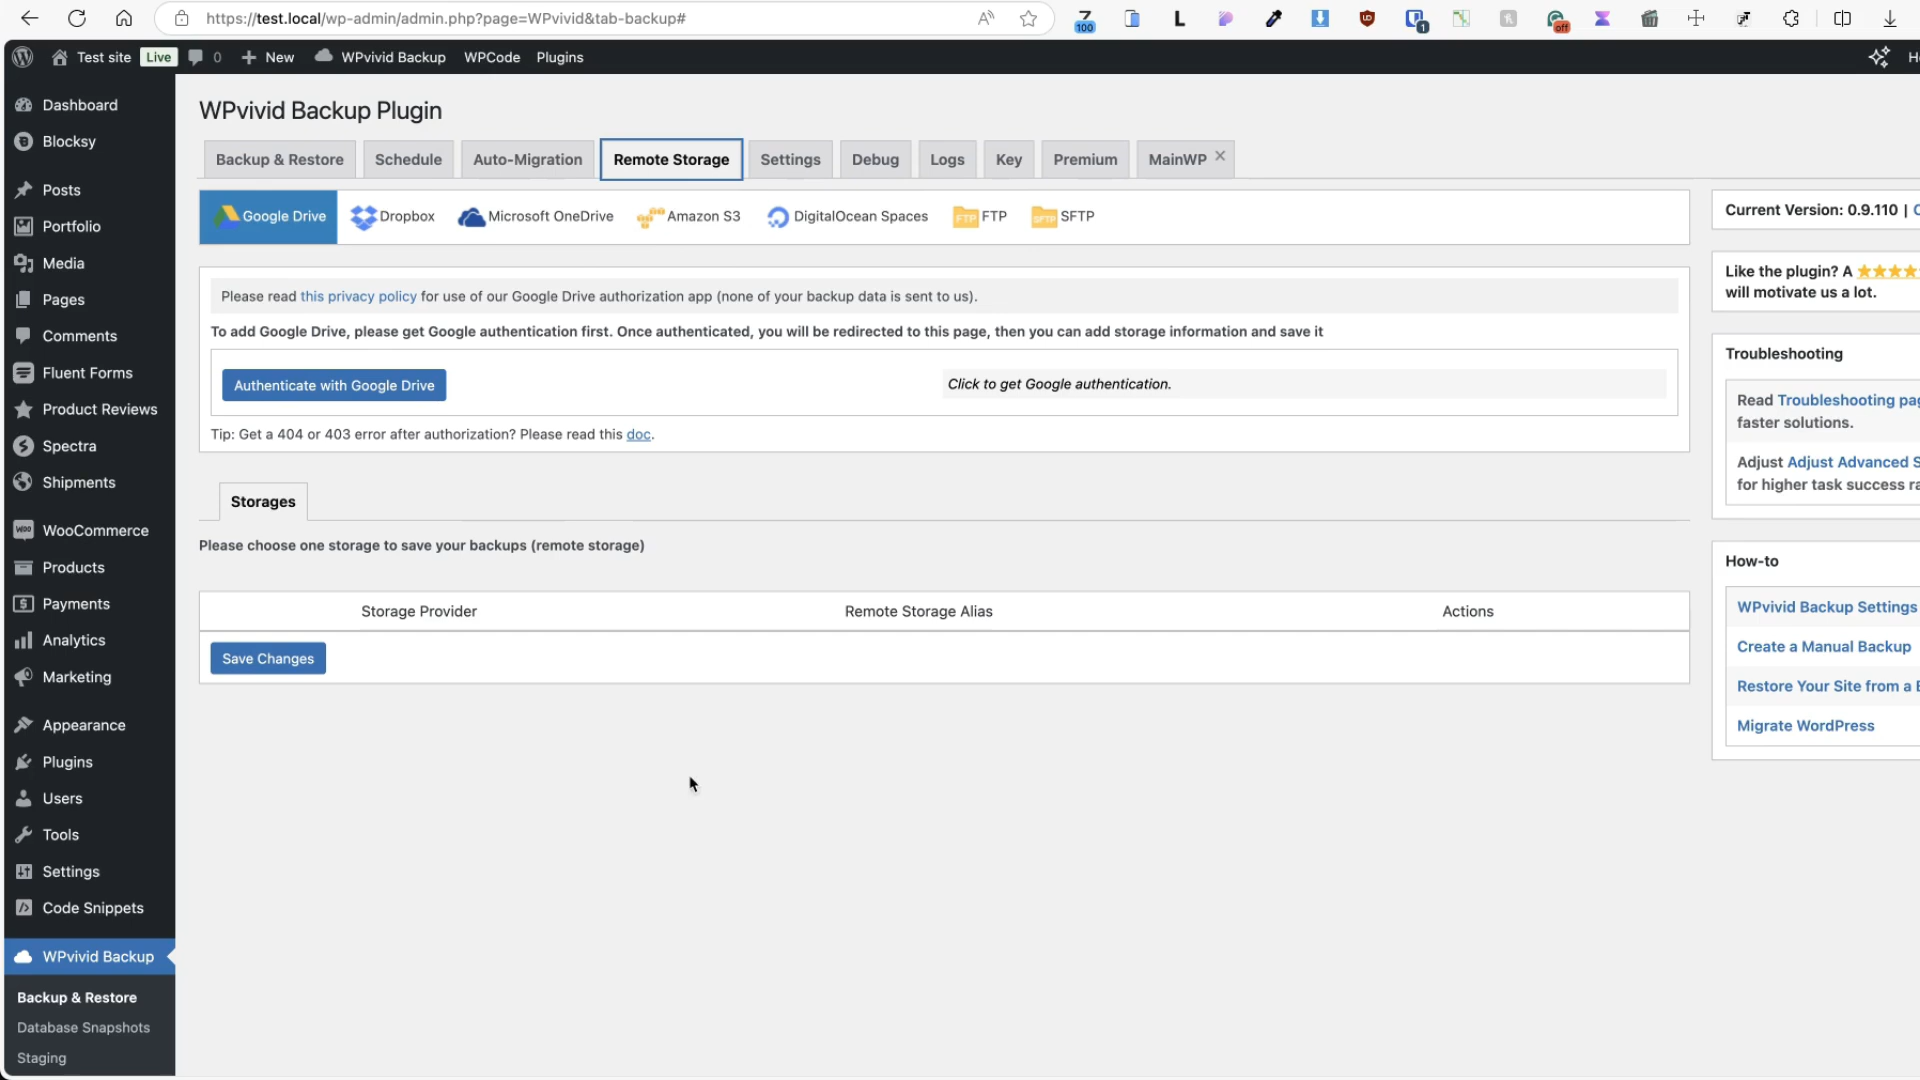 https://test.local/wp-admin/admin.php?page=WPvivid&tab-backup#
A
100
L
UD
1
off
Test site
Live
0
New
WPvivid Backup
WPCode
Plugins
Dashboard
Blocksy
Posts
Portfolio
Media
Pages
Comments
Fluent Forms
Product Reviews
Spectra
Shipments
WooCommerce
Products
Payments
Analytics
Marketing
Appearance
Plugins
Users
Tools
Settings
Code Snippets
WPvivid Backup
Backup & Restore
Database Snapshots
Staging
WPvivid Backup Plugin
Backup & Restore
Schedule
Auto-Migration
Remote Storage
Settings
Debug
Logs
Key
Premium
MainWP
Google Drive
Dropbox
Microsoft OneDrive
Amazon S3
DigitalOcean Spaces
FTP FTP
SFTP SFTP
Please read this privacy policy for use of our Google Drive authorization app (none of your backup data is sent to us).
To add Google Drive, please get Google authentication first. Once authenticated, you will be redirected to this page, then you can add storage information and save it
Authenticate with Google Drive
Click to get Google authentication.
Tip: Get a 404 or 403 error after authorization? Please read this doc.
Storages
Please choose one storage to save your backups (remote storage)
Storage Provider
Remote Storage Alias
Actions
Save Changes
Current Version: 0.9.110 |
Like the plugin? A
will motivate us a lot.
Troubleshooting
Read Troubleshooting pag
faster solutions.
Adjust Adjust Advanced S
for higher task success ra
How-to
WPvivid Backup Settings
Create a Manual Backup
Restore Your Site from a B
Migrate WordPress